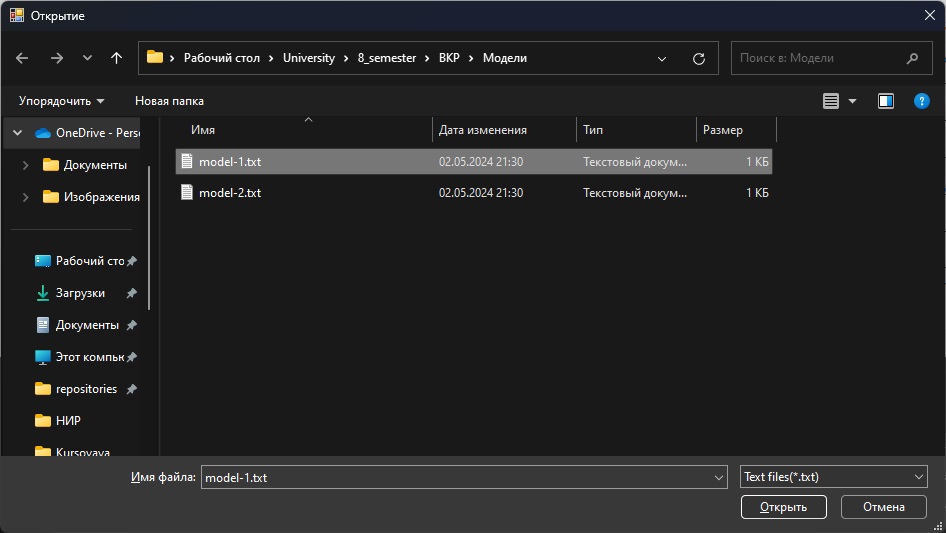 Открытие
Рабочий стол University 8_semester ВКР Модели
Поиск в: Модели
Упорядочить Новая папка
?
Имя Дата изменения Тип Размер
OneDrive - Perso
Документы
Изображения
Рабочий сто
Загрузки
Документы
Этот компьк
repositories
НИР
Kursovaya
model-1.txt 02.05.2024 21:30 Текстовый докум... 1 КБ
model-2.txt 02.05.2024 21:30 Текстовый докум... 1 КБ
Имя файла: model-1.txt Text files(*.txt)
Открыть Отмена